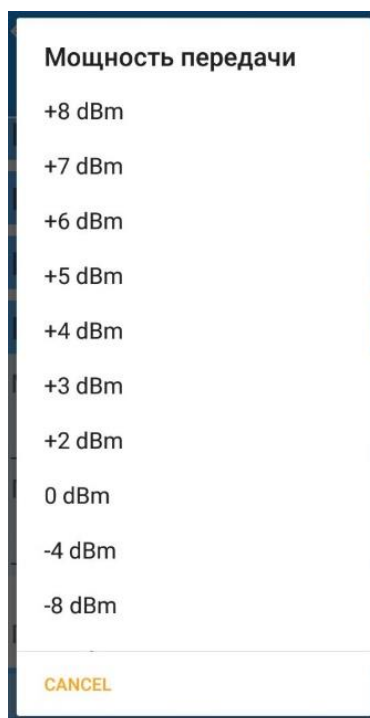 Мощность передачи
+8 dBm
+7 dBm
+6 dBm
+5 dBm
+4 dBm
+3 dBm
+2 dBm
0 dBm
-4 dBm
-8 dBm
CANCEL